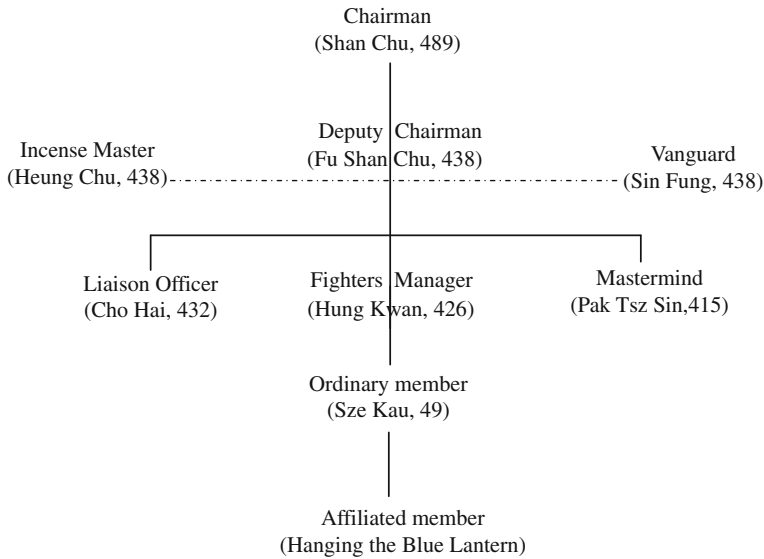 Chairman
(Shan Chu, 489)
Deputy Chairman
(Fu Shan Chu, 438)
Incense Master
(Heung Chu, 438)
Vanguard
(Sin Fung, 438)
Liaison Officer
(Cho Hai, 432)
Fighters Manager
(Hung Kwan, 426)
Mastermind
(Pak Tsz Sin,415)
Ordinary member
(Sze Kau, 49)
Affiliated member
(Hanging the Blue Lantern)